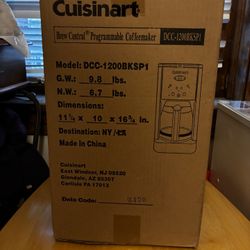 Cuisinart
Brew Central® Programmable Coffeemaker
DCC-1200BKSP1
Model: DCC-1200BKSP1
G.W.: 9.8 lbs.
N.W.: 6.7 lbs.
Dimensions:
11¾ x 10 x 16¾ in.
Destination: NY /
Made in China
Cuisinart
East Windsor, NJ 08520
Glendale, AZ 85307
Carlisle PA 17013
Date Code: